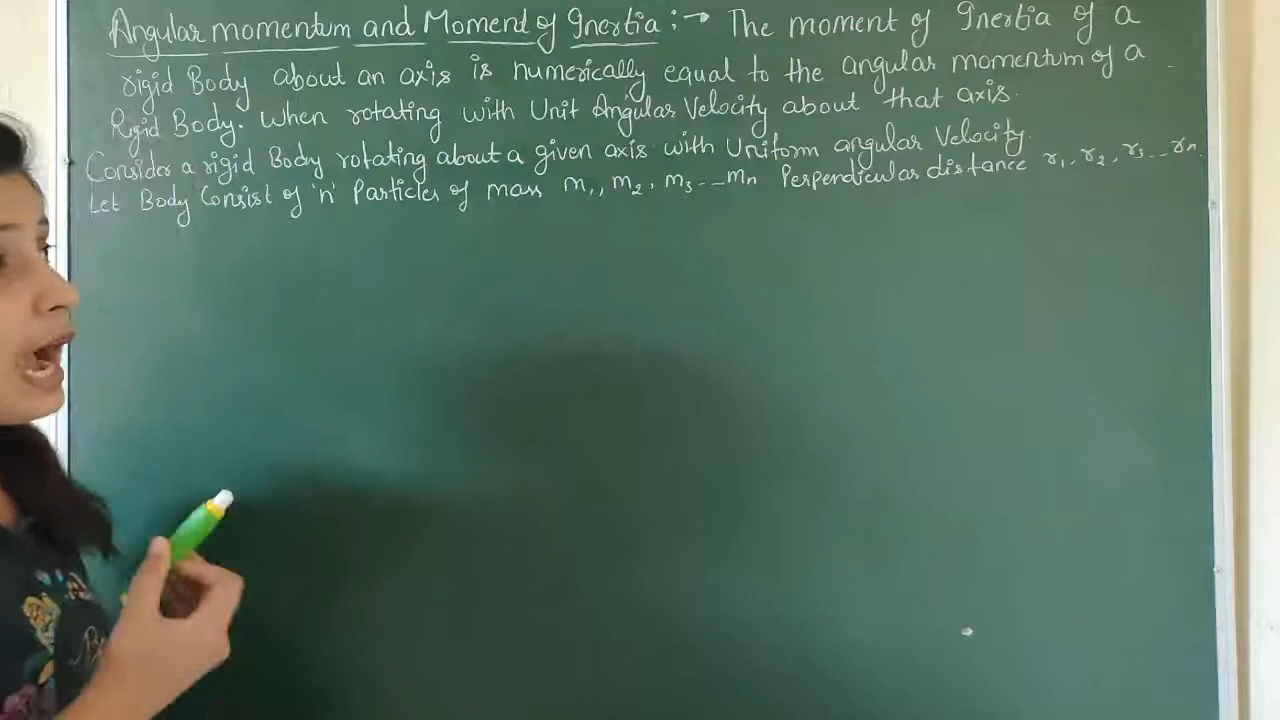 Angular momentum and Moment of Inertia :→ The moment of Inertia of a
rigid Body about an axis is numerically equal to the angular momentum of a
Rigid Body. When rotating with Unit Angular Velocity about that axis.
Consider a rigid Body rotating about a given axis with Uniform angular Velocity.
Let Body Consist of 'n' Particles of mass m₁, m₂, m₃--mₙ Perpendicular distance r₁, r₂, r₃--rₙ.